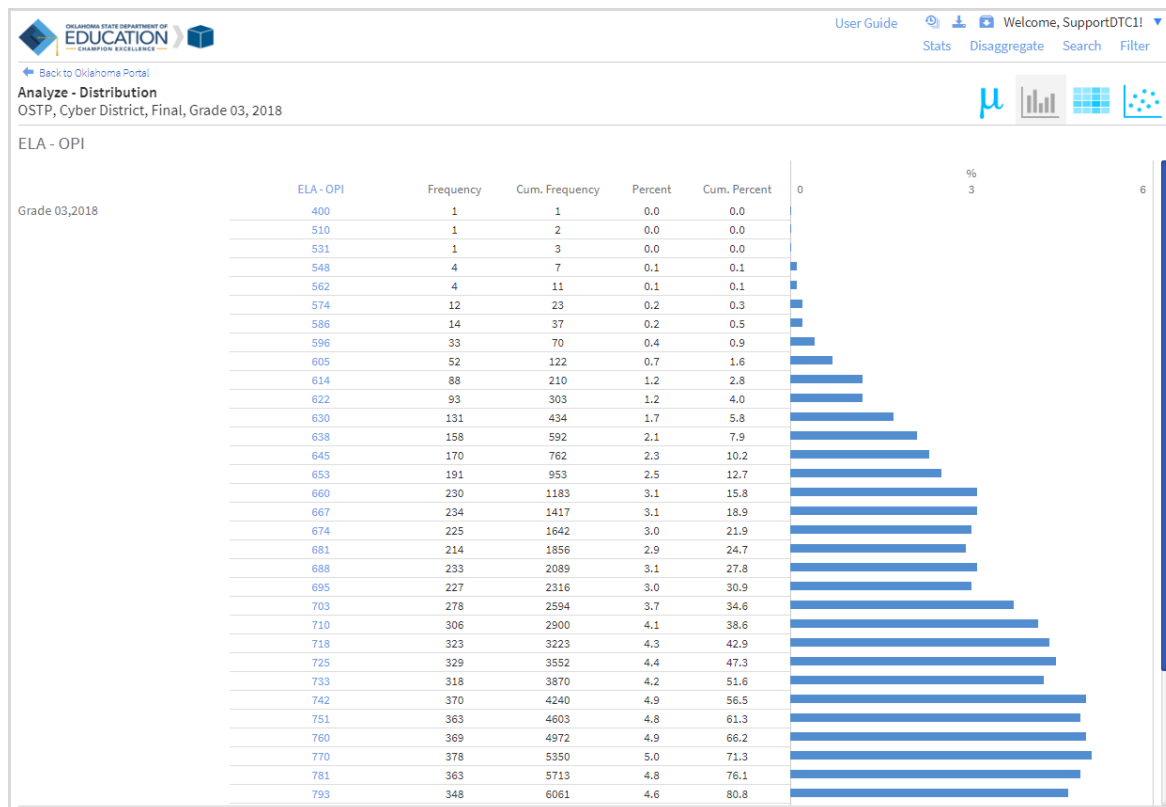 OKLAHOMA STATE DEPARTMENT OF
EDUCATION
CHAMPION EXCELLENCE
User Guide Welcome, SupportDTC1!
Stats Disaggregate Search Filter
Back to Oklahoma Portal
Analyze - Distribution
OSTP, Cyber District, Final, Grade 03, 2018
μ
ELA - OPI
%
ELA - OPI Frequency Cum. Frequency Percent Cum. Percent 0 3 6
Grade 03,2018 400 1 1 0.0 0.0
510 1 2 0.0 0.0
531 1 3 0.0 0.0
548 4 7 0.1 0.1
562 4 11 0.1 0.1
574 12 23 0.2 0.3
586 14 37 0.2 0.5
596 33 70 0.4 0.9
605 52 122 0.7 1.6
614 88 210 1.2 2.8
622 93 303 1.2 4.0
630 131 434 1.7 5.8
638 158 592 2.1 7.9
645 170 762 2.3 10.2
653 191 953 2.5 12.7
660 230 1183 3.1 15.8
667 234 1417 3.1 18.9
674 225 1642 3.0 21.9
681 214 1856 2.9 24.7
688 233 2089 3.1 27.8
695 227 2316 3.0 30.9
703 278 2594 3.7 34.6
710 306 2900 4.1 38.6
718 323 3223 4.3 42.9
725 329 3552 4.4 47.3
733 318 3870 4.2 51.6
742 370 4240 4.9 56.5
751 363 4603 4.8 61.3
760 369 4972 4.9 66.2
770 378 5350 5.0 71.3
781 363 5713 4.8 76.1
793 348 6061 4.6 80.8